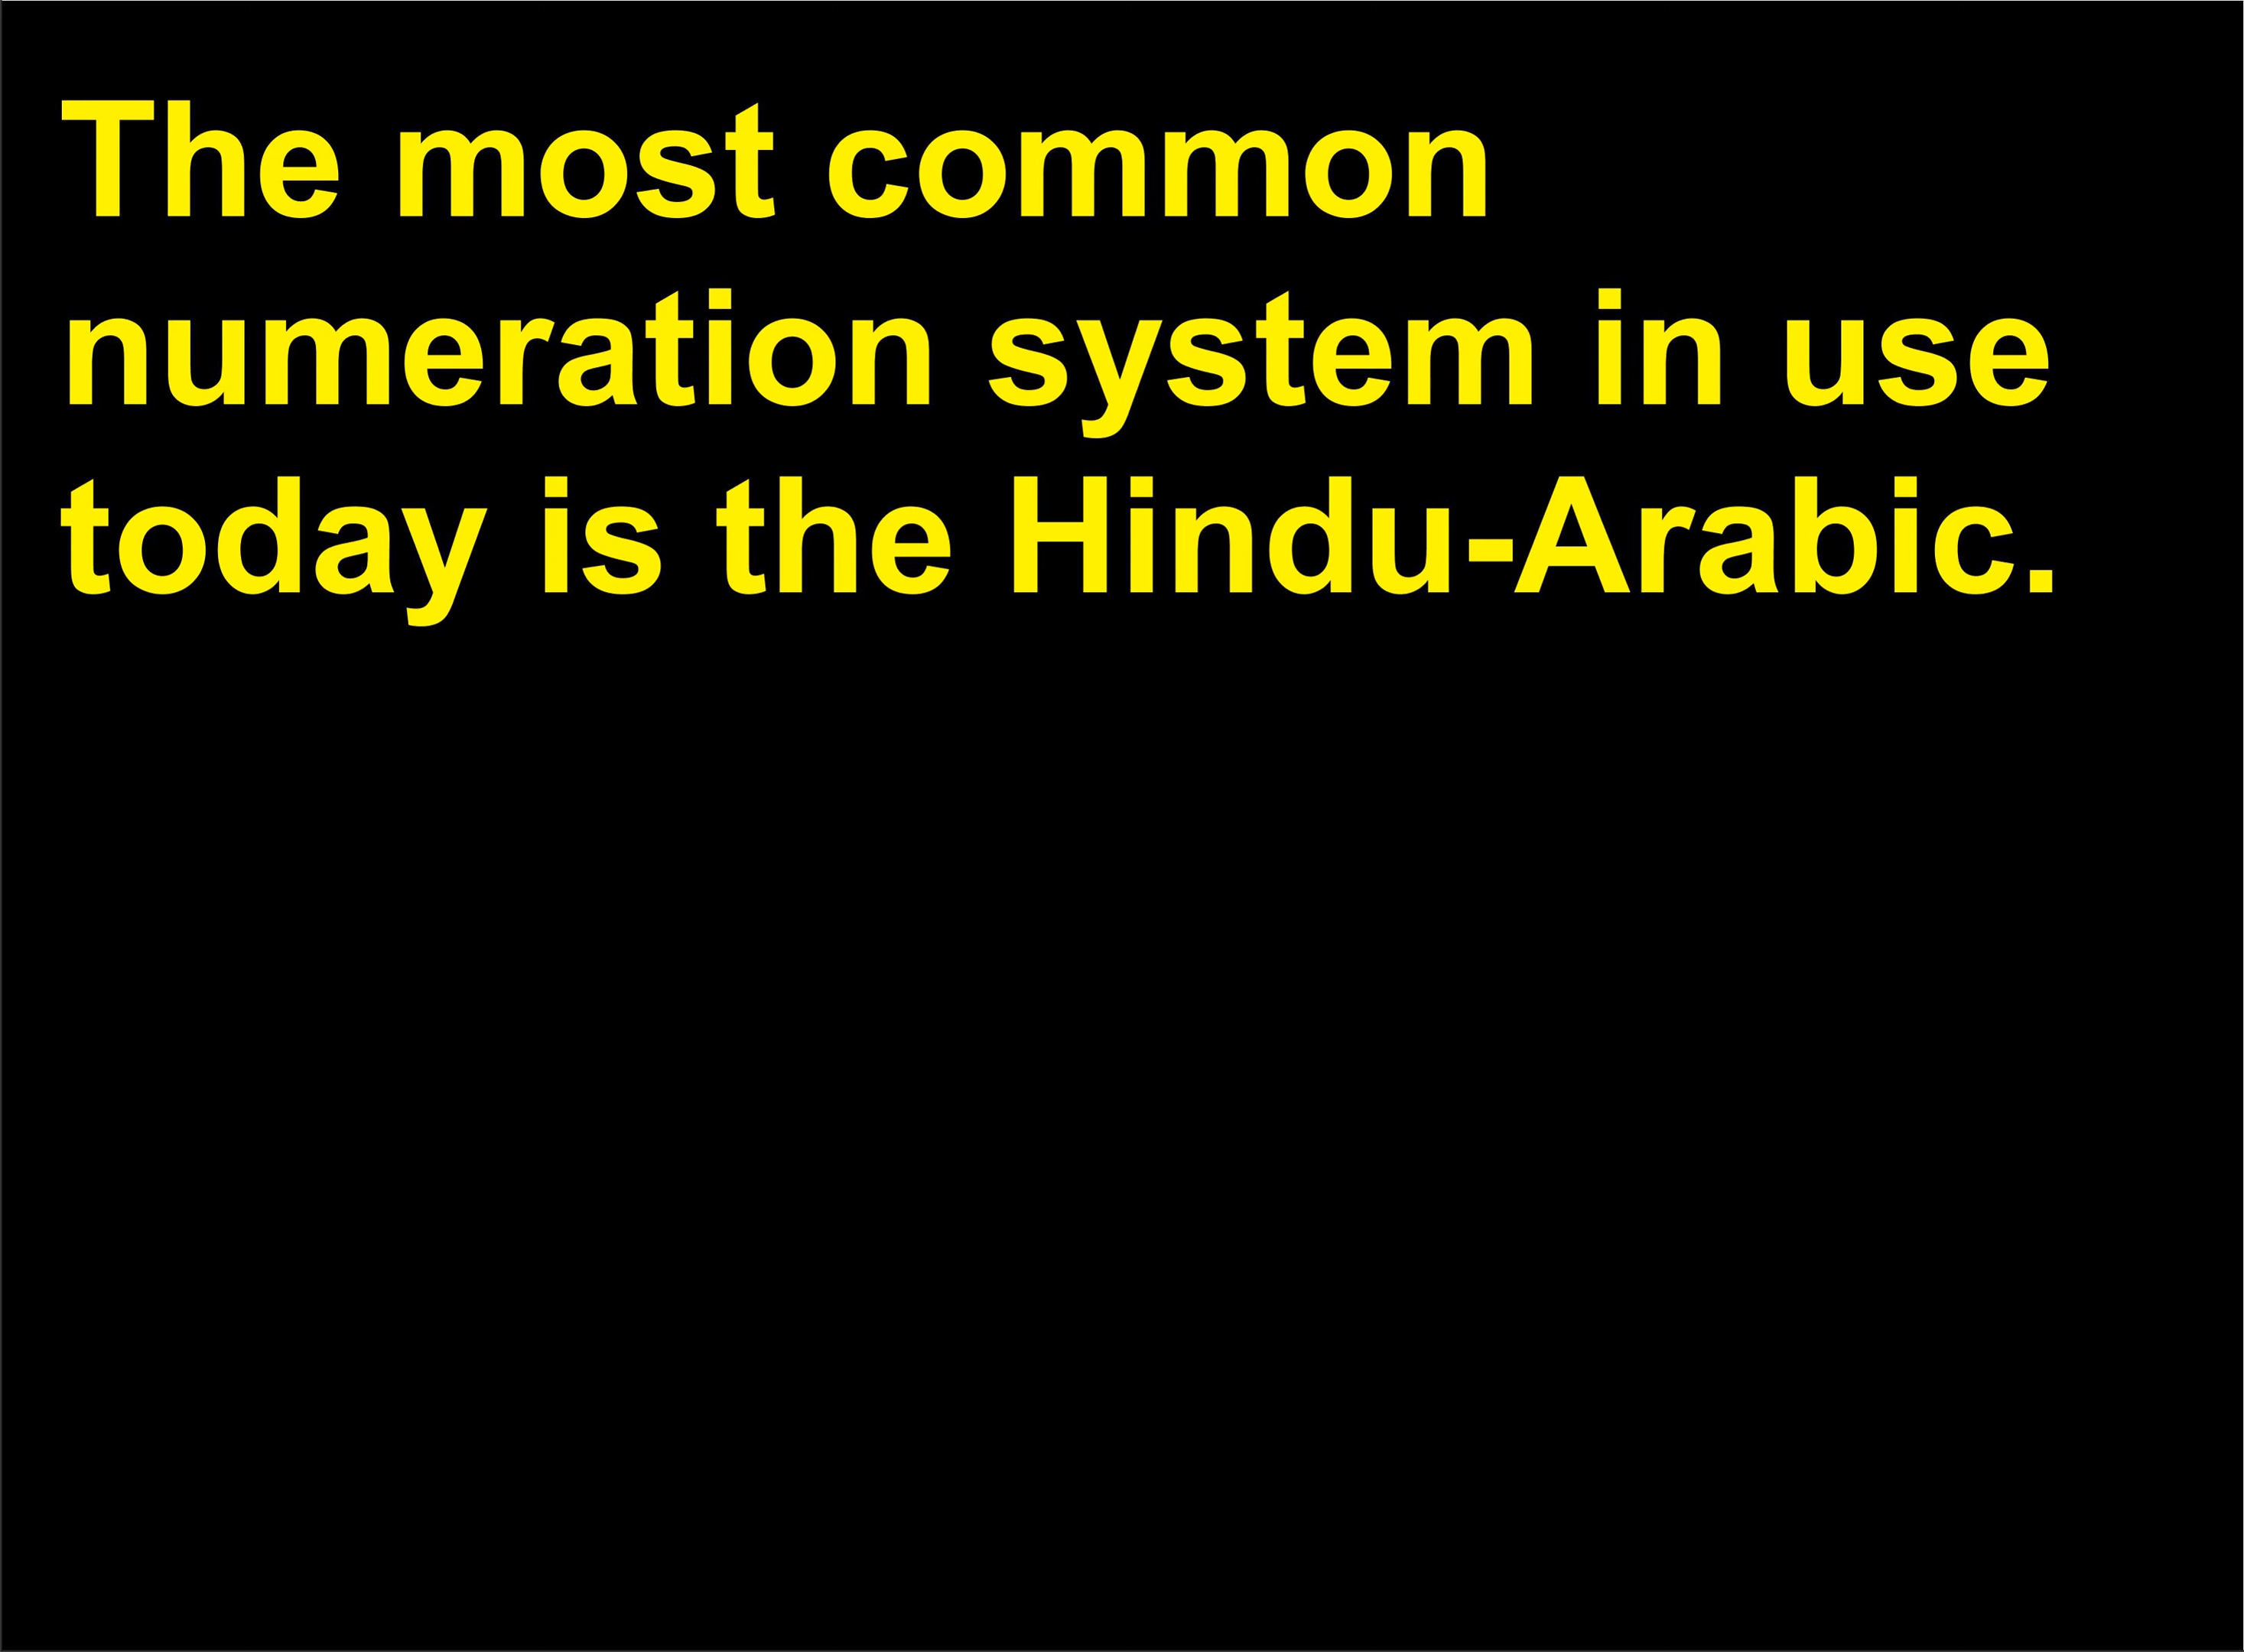 The most common
numeration system in use
today is the Hindu-Arabic.